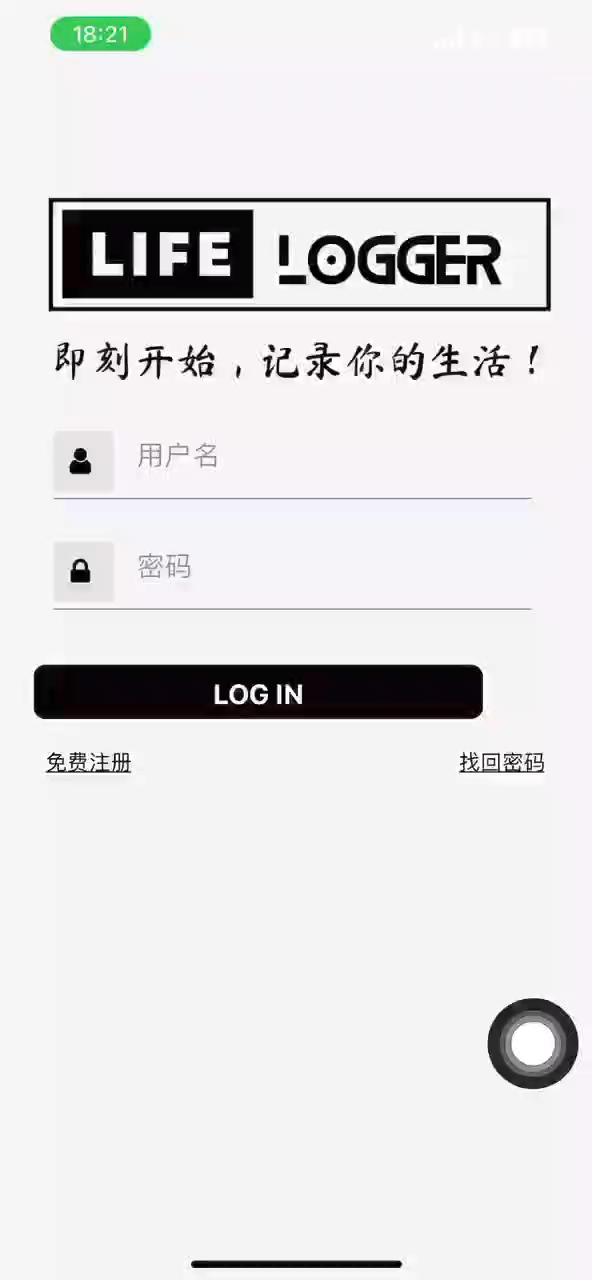 18:21
LIFE LOGGER
即刻开始，记录你的生活！
用户名
密码
LOG IN
免费注册 找回密码